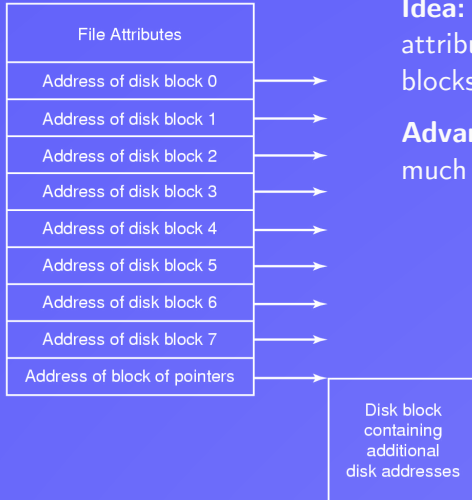 File Attributes
Address of disk block 0
Address of disk block 1
Address of disk block 2
Address of disk block 3
Address of disk block 4
Address of disk block 5
Address of disk block 6
Address of disk block 7
Address of block of pointers
Disk block
containing
additional
disk addresses
Idea:
blocks
much